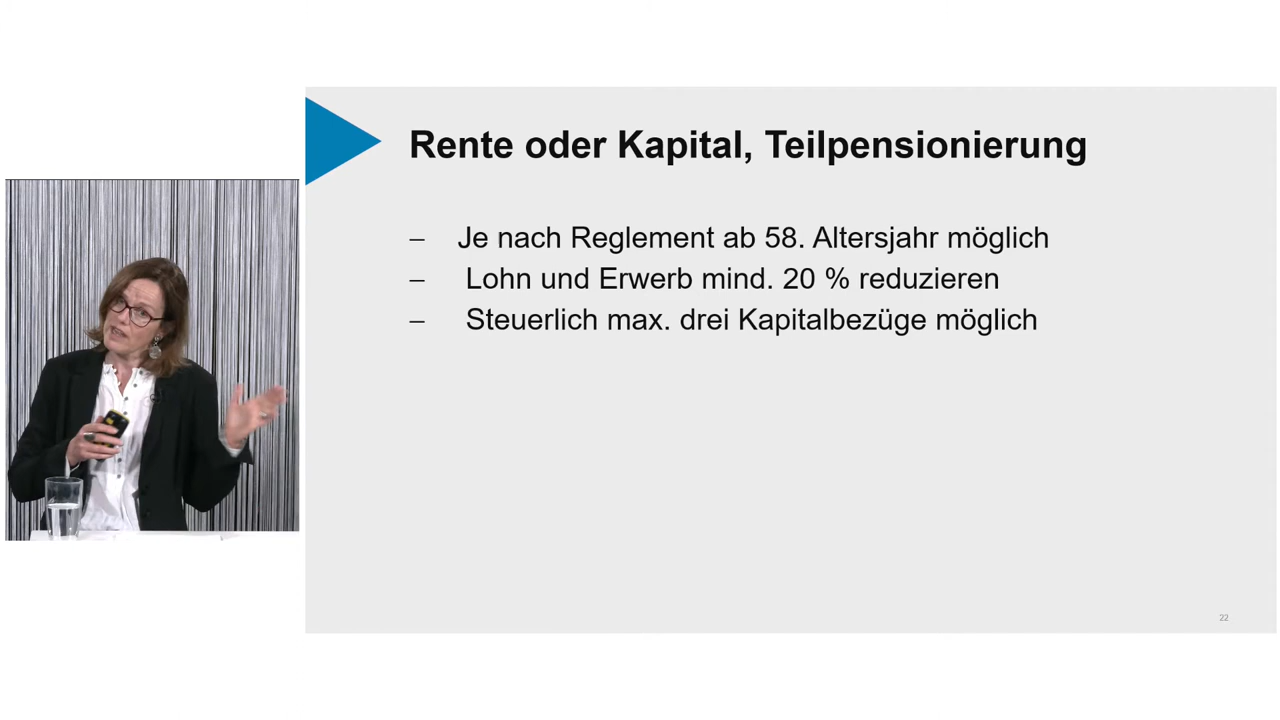 Rente oder Kapital, Teilpensionierung
– Je nach Reglement ab 58. Altersjahr möglich
– Lohn und Erwerb mind. 20 % reduzieren
– Steuerlich max. drei Kapitalbezüge möglich
22